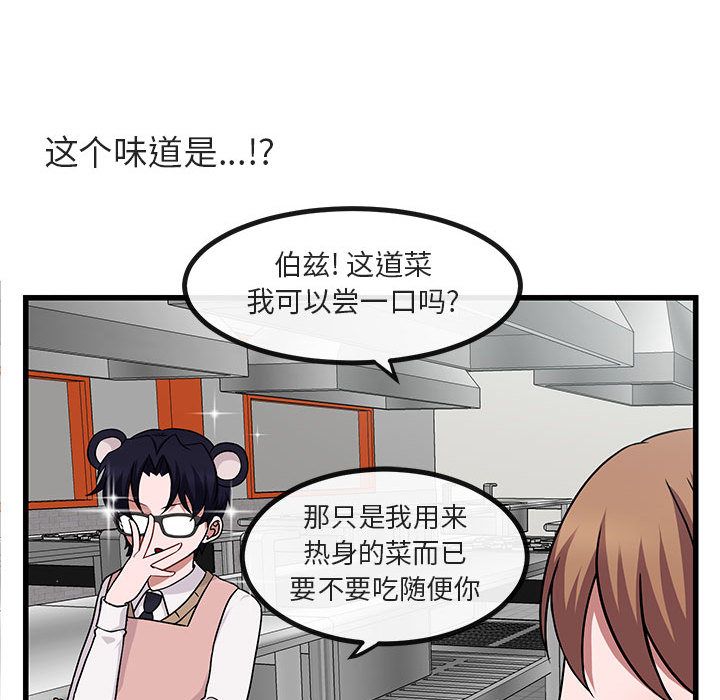 这个味道是...!?
伯兹! 这道菜
我可以尝一口吗?
那只是我用来
热身的菜而已
要不要吃随便你